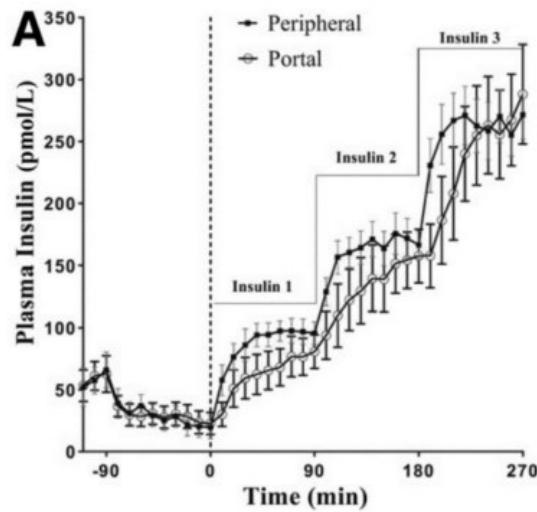 A
Peripheral
Portal
Insulin 3
Insulin 2
Insulin 1
Plasma Insulin (pmol/L)
350
300
250
200
150
100
50
0
-90
0
90
180
270
Time (min)